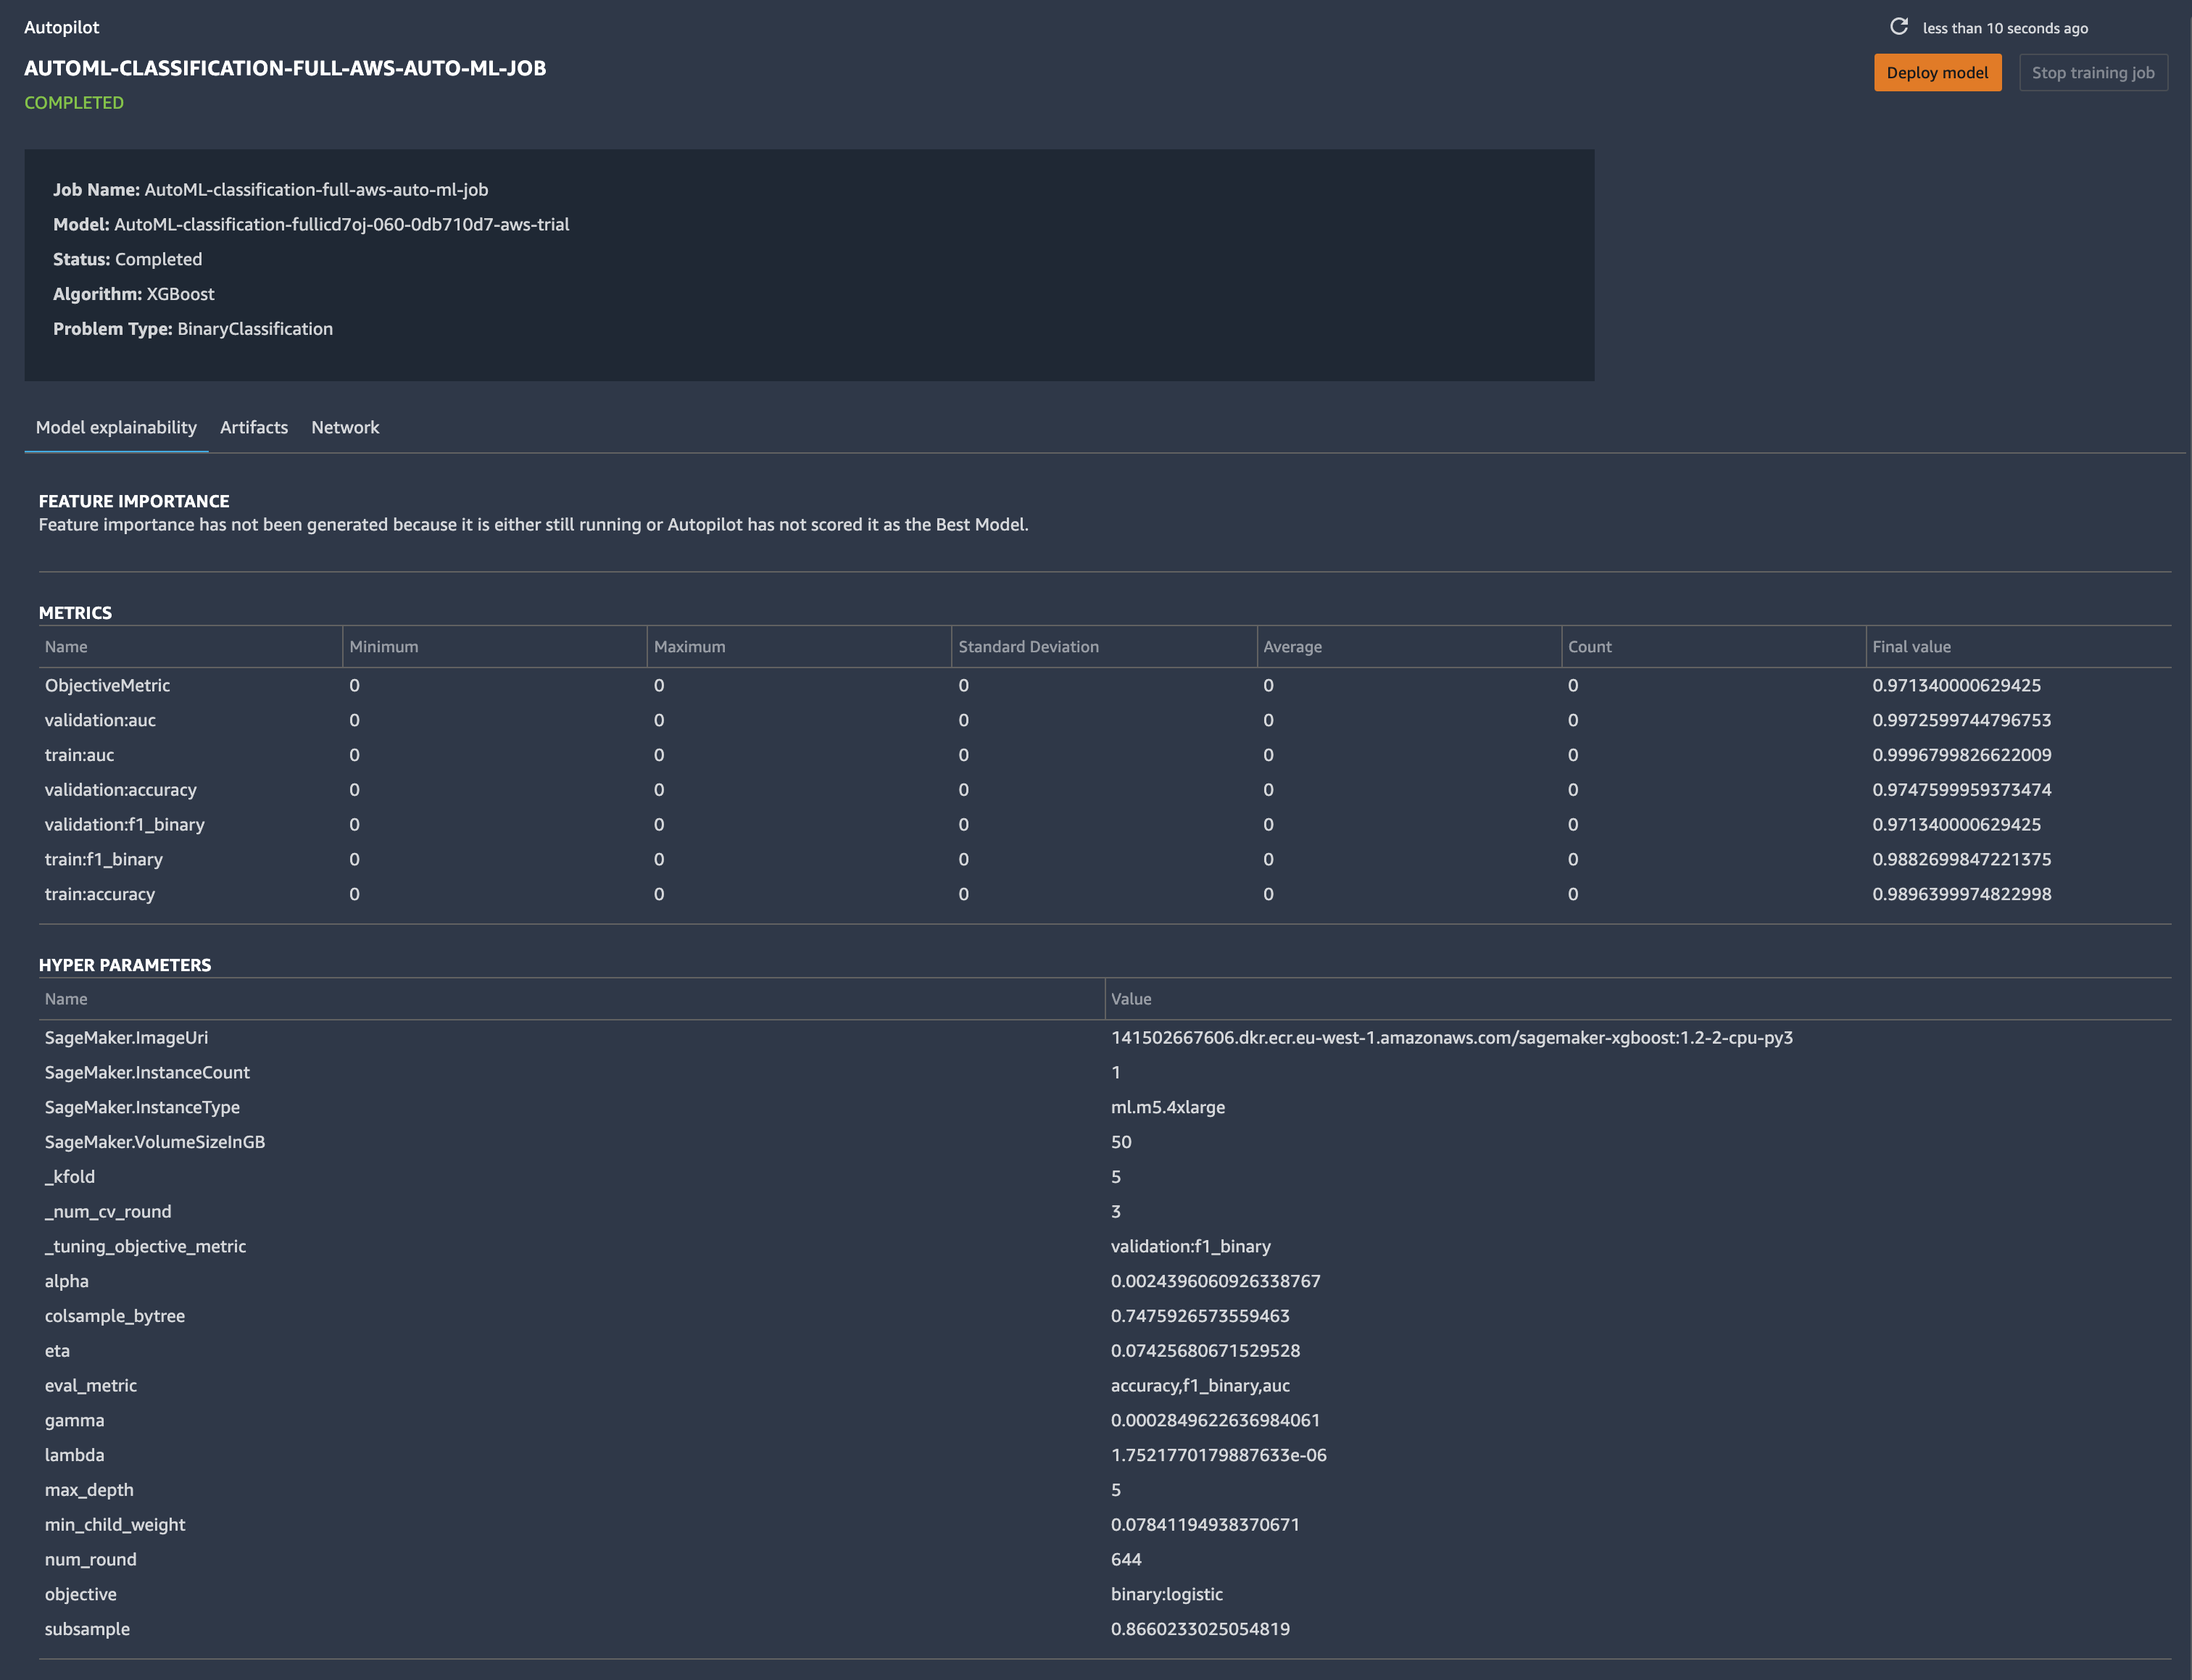 Autopilot
less than 10 seconds ago
AUTOML-CLASSIFICATION-FULL-AWS-AUTO-ML-JOB
Deploy model Stop training job
COMPLETED
Job Name: AutoML-classification-full-aws-auto-ml-job
Model: AutoML-classification-fullicd7oj-060-0db710d7-aws-trial
Status: Completed
Algorithm: XGBoost
Problem Type: BinaryClassification
Model explainability Artifacts Network
FEATURE IMPORTANCE
Feature importance has not been generated because it is either still running or Autopilot has not scored it as the Best Model.
METRICS
Name Minimum Maximum Standard Deviation Average Count Final value
ObjectiveMetric 0 0 0 0 0 0.971340000629425
validation:auc 0 0 0 0 0 0.9972599744796753
train:auc 0 0 0 0 0 0.9996799826622009
validation:accuracy 0 0 0 0 0 0.9747599959373474
validation:f1_binary 0 0 0 0 0 0.971340000629425
train:f1_binary 0 0 0 0 0 0.9882699847221375
train:accuracy 0 0 0 0 0 0.9896399974822998
HYPER PARAMETERS
Name Value
SageMaker.ImageUri 141502667606.dkr.ecr.eu-west-1.amazonaws.com/sagemaker-xgboost:1.2-2-cpu-py3
SageMaker.InstanceCount 1
SageMaker.InstanceType ml.m5.4xlarge
SageMaker.VolumeSizeInGB 50
_kfold 5
_num_cv_round 3
_tuning_objective_metric validation:f1_binary
alpha 0.0024396060926338767
colsample_bytree 0.7475926573559463
eta 0.07425680671529528
eval_metric accuracy,f1_binary,auc
gamma 0.0002849622636984061
lambda 1.7521770179887633e-06
max_depth 5
min_child_weight 0.07841194938370671
num_round 644
objective binary:logistic
subsample 0.8660233025054819